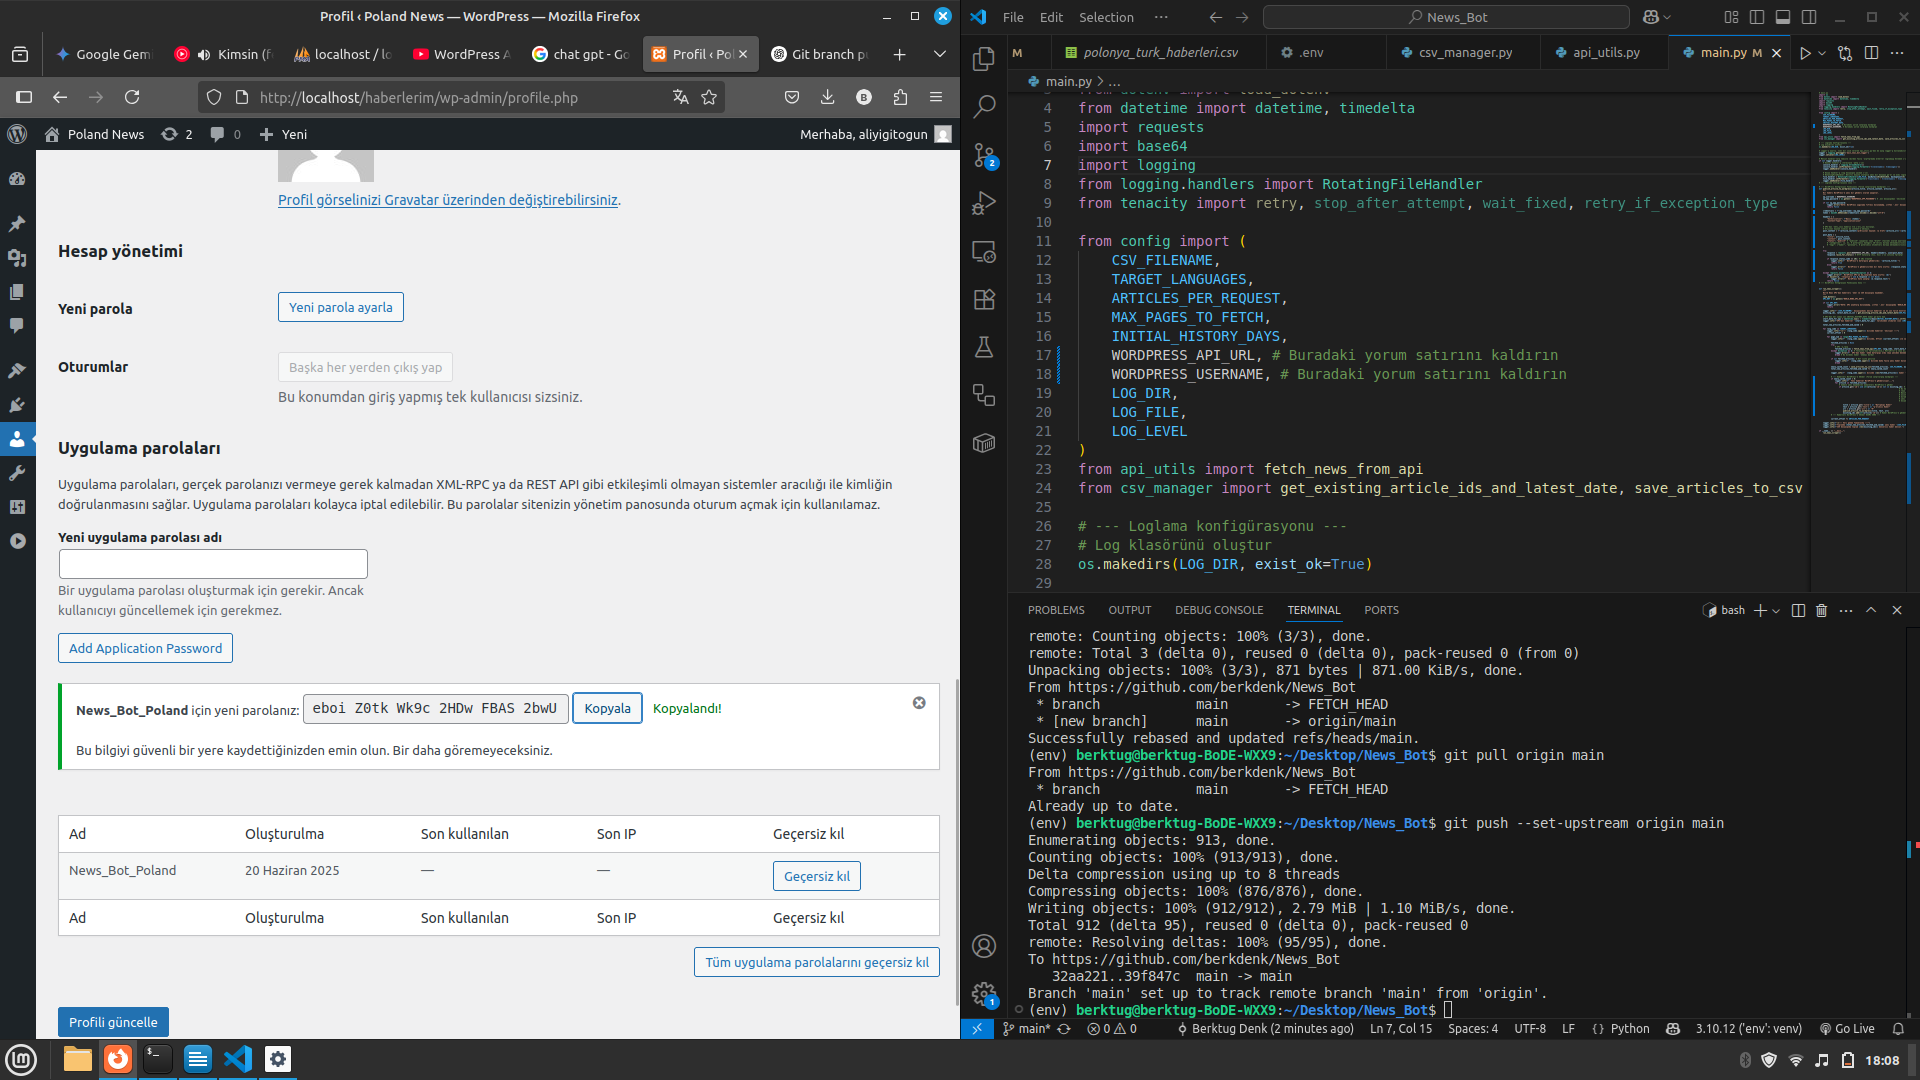 Profil ‹ Poland News — WordPress — Mozilla Firefox
Google Gem
Kimsin (f
localhost / lo
WordPress A
chat gpt - Go
Profil ‹ Pol
Git branch p
http://localhost/haberlerim/wp-admin/profile.php
Poland News
2
0
Yeni
Merhaba, aliyigitogun
Profil görselinizi Gravatar üzerinden değiştirebilirsiniz.
Hesap yönetimi
Yeni parola
Yeni parola ayarla
Oturumlar
Başka her yerden çıkış yap
Bu konumdan giriş yapmış tek kullanıcısı sizsiniz.
Uygulama parolaları
Uygulama parolaları, gerçek parolanızı vermeye gerek kalmadan XML-RPC ya da REST API gibi etkileşimli olmayan sistemler aracılığı ile kimliğin
doğrulanmasını sağlar. Uygulama parolaları kolayca iptal edilebilir. Bu parolalar sitenizin yönetim panosunda oturum açmak için kullanılamaz.
Yeni uygulama parolası adı
Bir uygulama parolası oluşturmak için gerekir. Ancak
kullanıcıyı güncellemek için gerekmez.
Add Application Password
News_Bot_Poland için yeni parolanız: eboi Z0tk Wk9c 2HDw FBAS 2bwU Kopyala Kopyalandı!
Bu bilgiyi güvenli bir yere kaydettiğinizden emin olun. Bir daha göremeyeceksiniz.
Ad Oluşturulma Son kullanılan Son IP Geçersiz kıl
News_Bot_Poland 20 Haziran 2025 — — Geçersiz kıl
Ad Oluşturulma Son kullanılan Son IP Geçersiz kıl
Tüm uygulama parolalarını geçersiz kıl
Profili güncelle
File Edit Selection ···
News_Bot
M
polonya_turk_haberleri.csv
.env
csv_manager.py
api_utils.py
main.py M
main.py > ...
4 from datetime import datetime, timedelta
5 import requests
6 import base64
7 import logging
8 from logging.handlers import RotatingFileHandler
9 from tenacity import retry, stop_after_attempt, wait_fixed, retry_if_exception_type
10
11 from config import (
12 CSV_FILENAME,
13 TARGET_LANGUAGES,
14 ARTICLES_PER_REQUEST,
15 MAX_PAGES_TO_FETCH,
16 INITIAL_HISTORY_DAYS,
17 WORDPRESS_API_URL, # Buradaki yorum satırını kaldırın
18 WORDPRESS_USERNAME, # Buradaki yorum satırını kaldırın
19 LOG_DIR,
20 LOG_FILE,
21 LOG_LEVEL
22 )
23 from api_utils import fetch_news_from_api
24 from csv_manager import get_existing_article_ids_and_latest_date, save_articles_to_csv
25
26 # --- Loglama konfigürasyonu ---
27 # Log klasörünü oluştur
28 os.makedirs(LOG_DIR, exist_ok=True)
29
PROBLEMS OUTPUT DEBUG CONSOLE TERMINAL PORTS
bash
remote: Counting objects: 100% (3/3), done.
remote: Total 3 (delta 0), reused 0 (delta 0), pack-reused 0 (from 0)
Unpacking objects: 100% (3/3), 871 bytes | 871.00 KiB/s, done.
From https://github.com/berkdenk/News_Bot
* branch main -> FETCH_HEAD
* [new branch] main -> origin/main
Successfully rebased and updated refs/heads/main.
(env) berktug@berktug-BoDE-WXX9:~/Desktop/News_Bot$ git pull origin main
From https://github.com/berkdenk/News_Bot
* branch main -> FETCH_HEAD
Already up to date.
(env) berktug@berktug-BoDE-WXX9:~/Desktop/News_Bot$ git push --set-upstream origin main
Enumerating objects: 913, done.
Counting objects: 100% (913/913), done.
Delta compression using up to 8 threads
Compressing objects: 100% (876/876), done.
Writing objects: 100% (912/912), 2.79 MiB | 1.10 MiB/s, done.
Total 912 (delta 95), reused 0 (delta 0), pack-reused 0
remote: Resolving deltas: 100% (95/95), done.
To https://github.com/berkdenk/News_Bot
32aa221..39f847c main -> main
Branch 'main' set up to track remote branch 'main' from 'origin'.
(env) berktug@berktug-BoDE-WXX9:~/Desktop/News_Bot$
2
1
main* 0 0 Berktug Denk (2 minutes ago) Ln 7, Col 15 Spaces: 4 UTF-8 LF {} Python 3.10.12 ('env': venv) Go Live
18:08